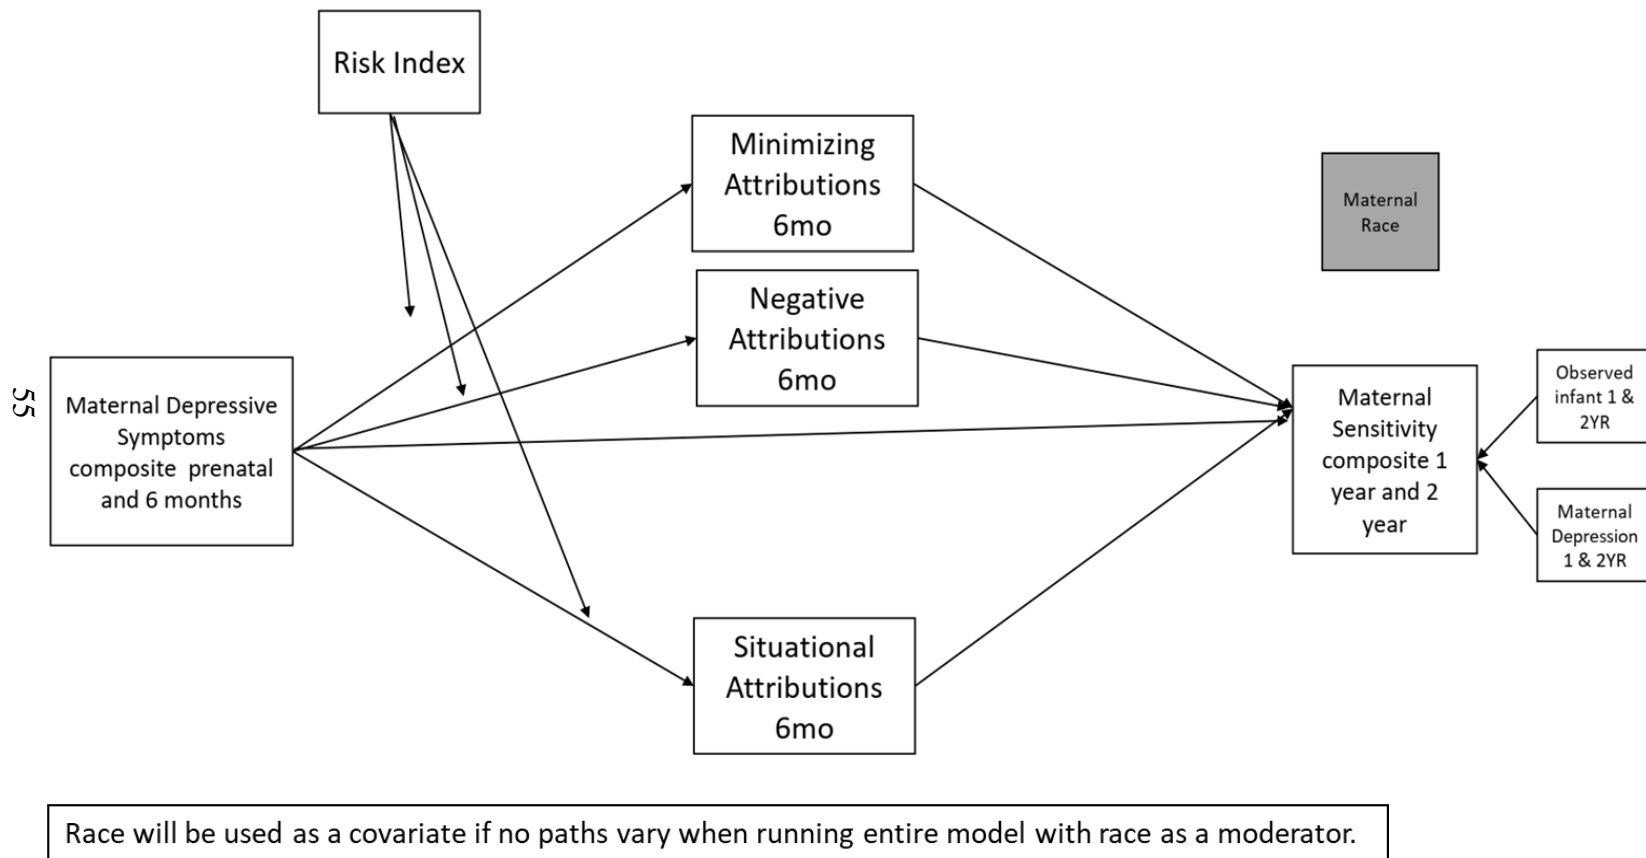 Risk Index
Minimizing
Attributions
6mo
Maternal
Race
Negative
Attributions
6mo
55
Maternal Depressive
Symptoms
composite prenatal
and 6 months
Maternal
Sensitivity
composite 1
year and 2
year
Observed
infant 1 &
2YR
Maternal
Depression
1 & 2YR
Situational
Attributions
6mo
Race will be used as a covariate if no paths vary when running entire model with race as a moderator.